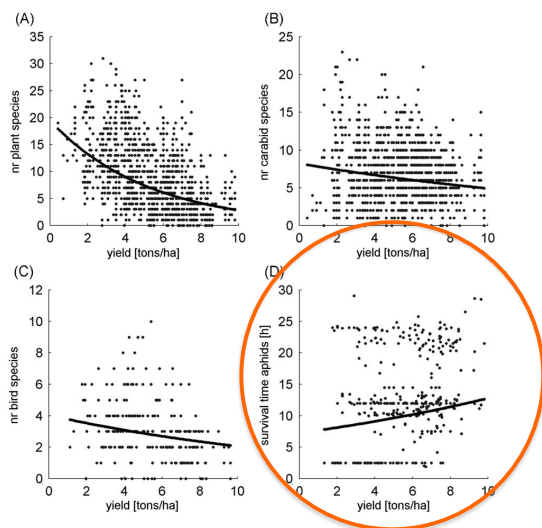 (A)
35
30
25
20
15
10
5
0
nr plant species
0 2 4 6 8 10
yield [tons/ha]
(B)
25
20
15
10
5
0
nr carabid species
0 2 4 6 8 10
yield [tons/ha]
(C)
12
10
8
6
4
2
0
nr bird species
0 2 4 6 8 10
yield [tons/ha]
(D)
30
25
20
15
10
5
0
survival time aphids [h]
0 2 4 6 8 10
yield [tons/ha]